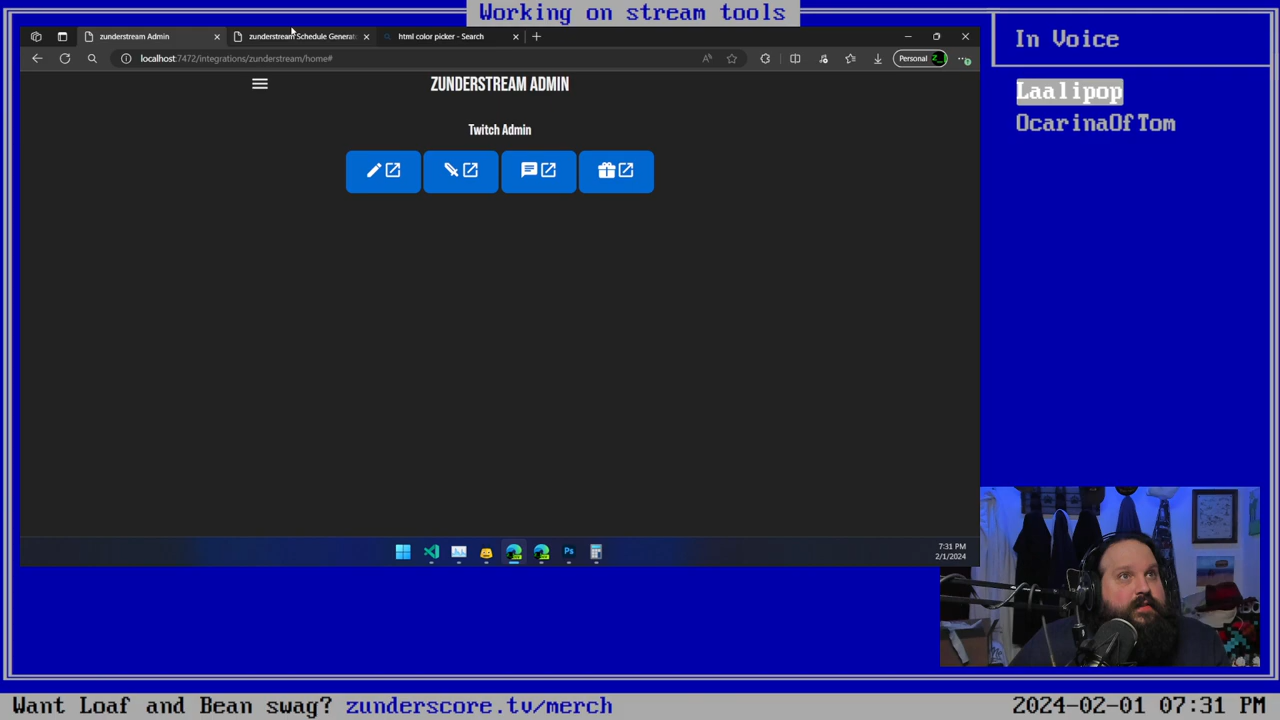 Working on stream tools
zunderstream Admin
zunderstream Schedule Generat
html color picker - Search
localhost:7472/integrations/zunderstream/home#
Personal
ZUNDERSTREAM ADMIN
Twitch Admin
7:31 PM
2/1/2024
In Voice
Laalipop
OcarinaOfTom
Want Loaf and Bean swag? zunderscore.tv/merch
2024-02-01 07:31 PM